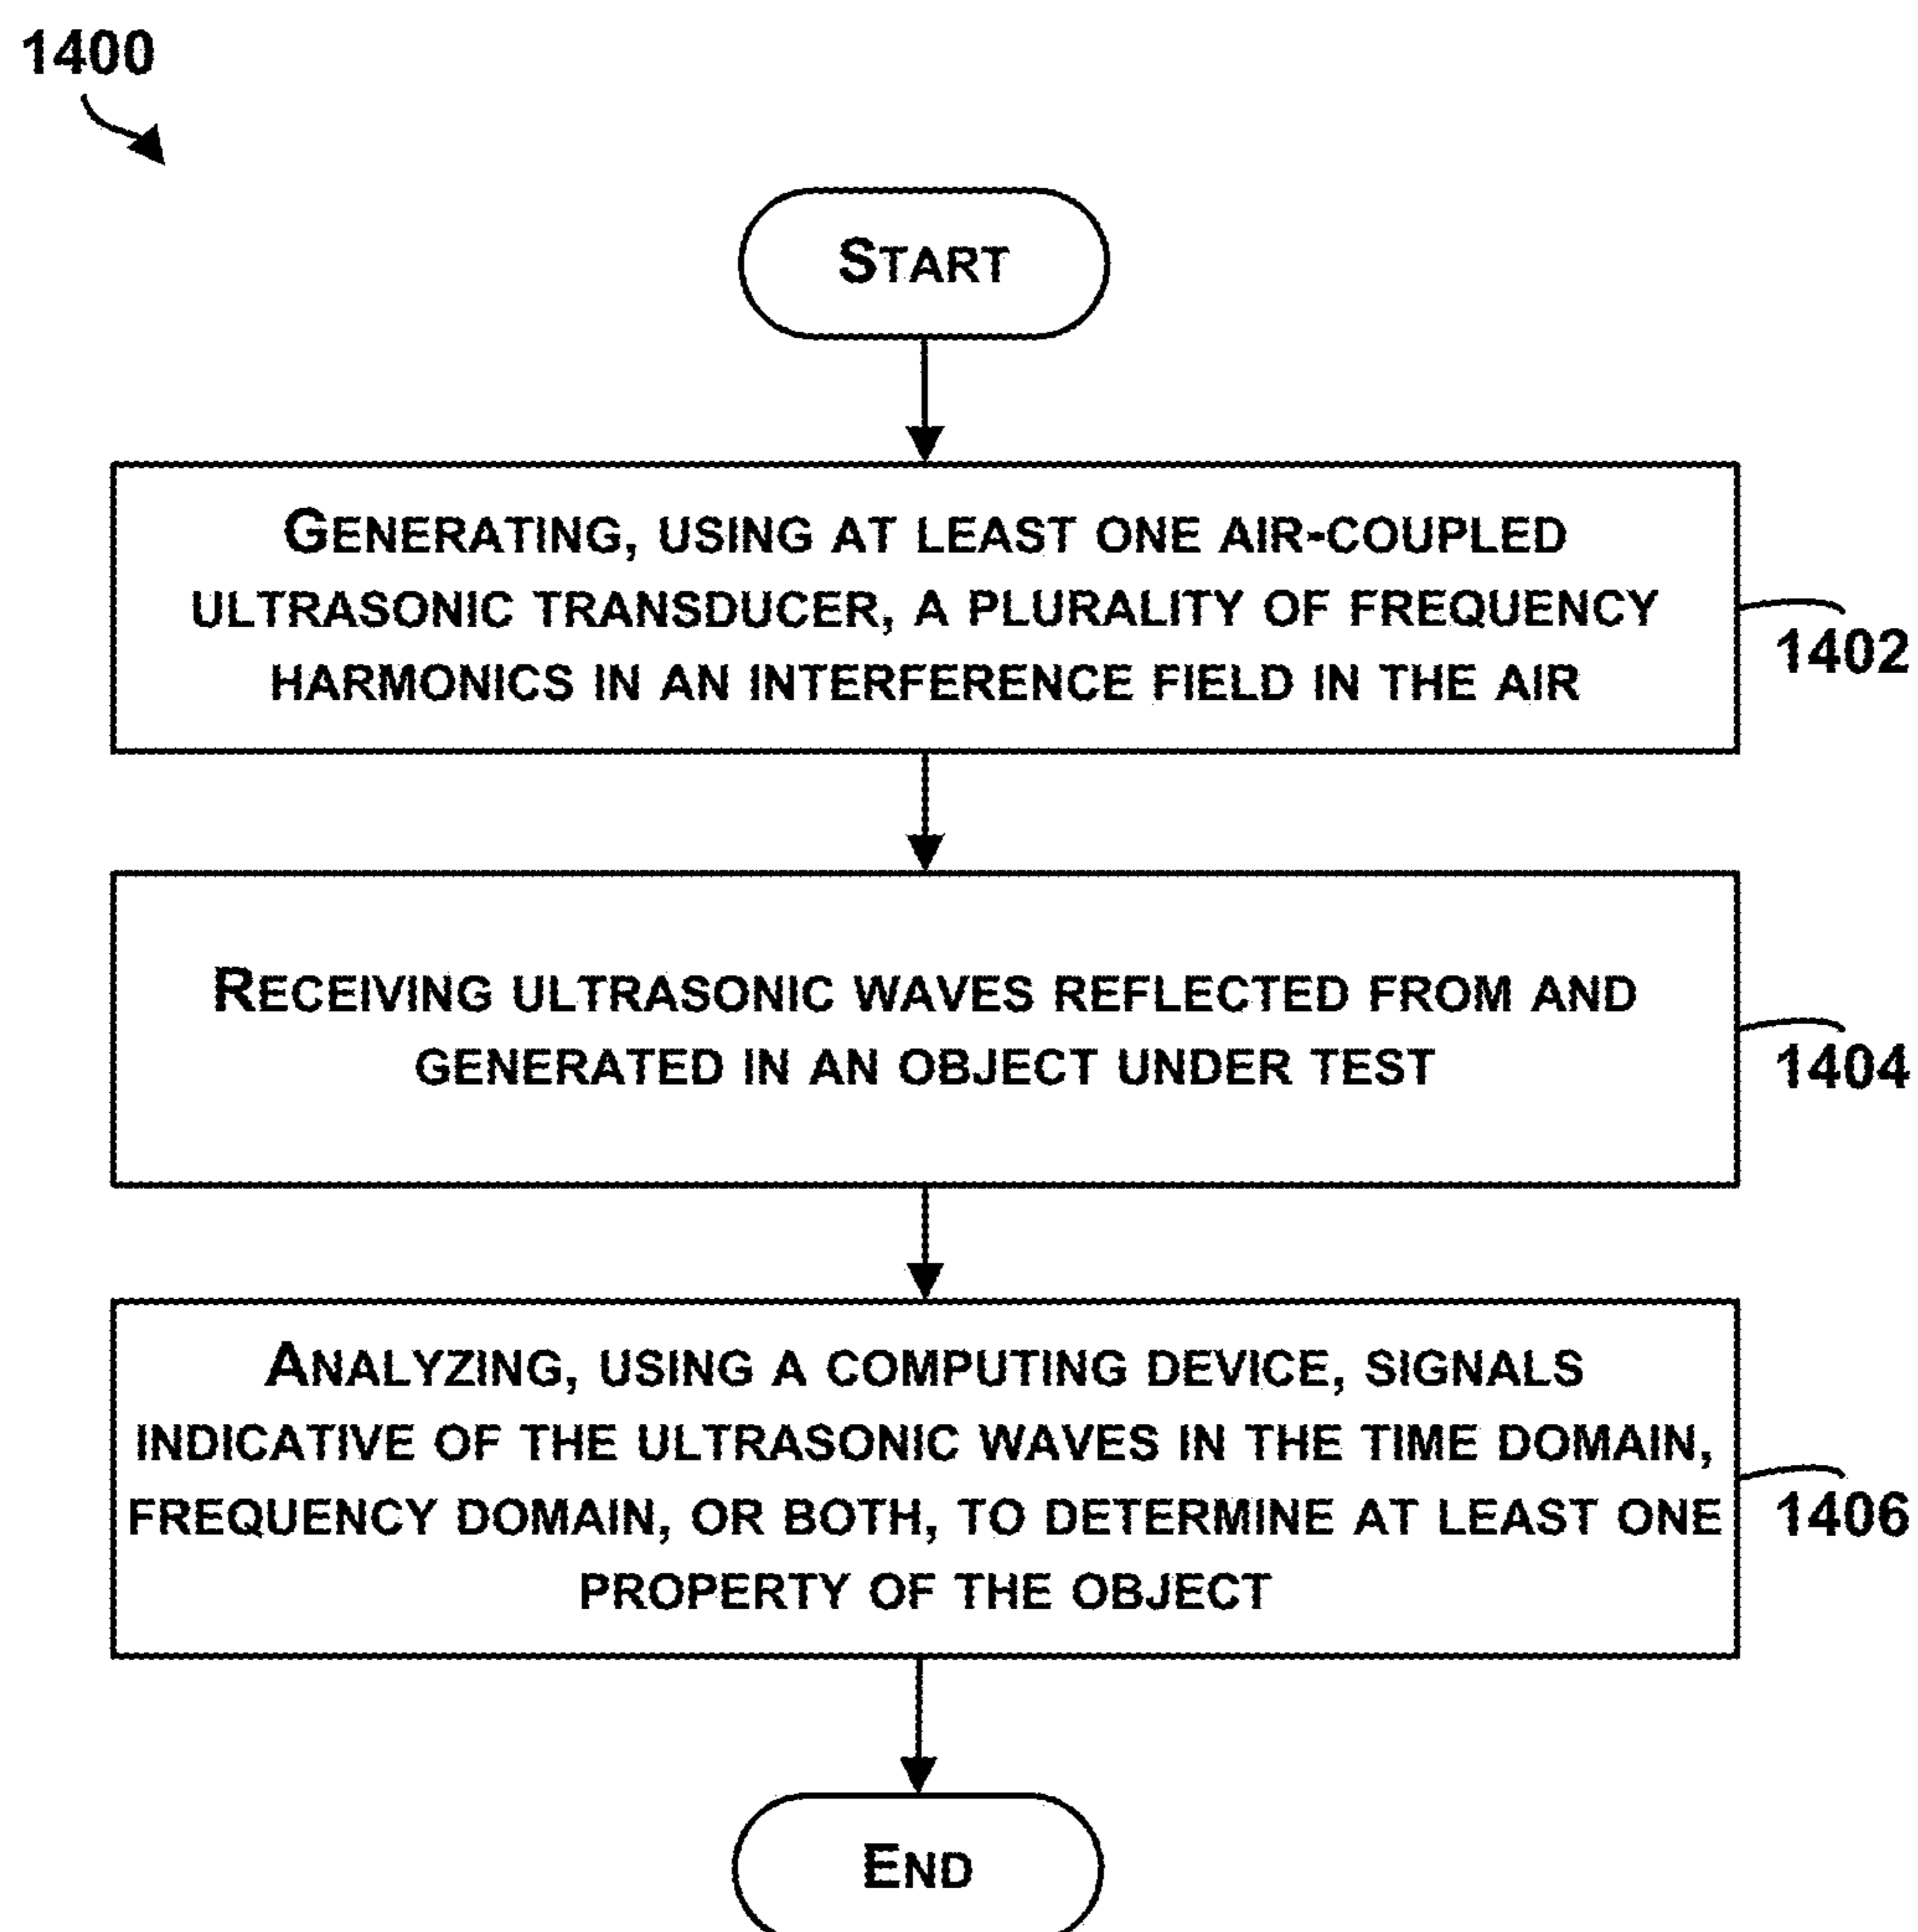 1400
START
GENERATING, USING AT LEAST ONE AIR-COUPLED
ULTRASONIC TRANSDUCER, A PLURALITY OF FREQUENCY
HARMONICS IN AN INTERFERENCE FIELD IN THE AIR
1402
RECEIVING ULTRASONIC WAVES REFLECTED FROM AND
GENERATED IN AN OBJECT UNDER TEST
1404
ANALYZING, USING A COMPUTING DEVICE, SIGNALS
INDICATIVE OF THE ULTRASONIC WAVES IN THE TIME DOMAIN,
FREQUENCY DOMAIN, OR BOTH, TO DETERMINE AT LEAST ONE
PROPERTY OF THE OBJECT
1406
END